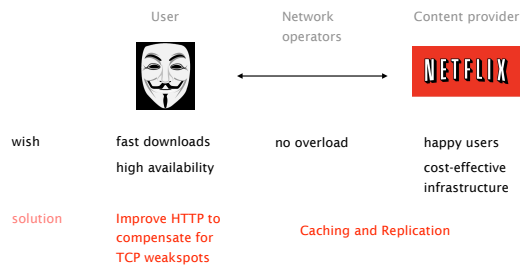 User
Network
operators
Content provider
NETFLIX
wish
fast downloads
high availability
no overload
happy users
cost-effective
infrastructure
solution
Improve HTTP to
compensate for
TCP weakspots
Caching and Replication